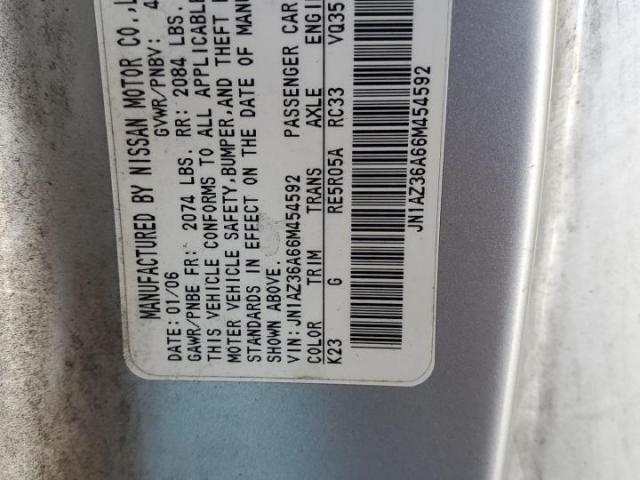 MANUFACTURED BY NISSAN MOTOR CO.,L
DATE: 01/06 GVWR/PNBV: 4
GAWR/PNBE FR: 2074 LBS. RR: 2084 LBS.
THIS VEHICLE CONFORMS TO ALL APPLICABLE
MOTOR VEHICLE SAFETY, BUMPER, AND THEFT
STANDARDS IN EFFECT ON THE DATE OF MANU
SHOWN ABOVE.
VIN: JN1AZ36A66M454592 PASSENGER CAR
COLOR TRIM TRANS AXLE ENGI
K23 G RE5R05A RC33 VQ35
JN1AZ36A66M454592